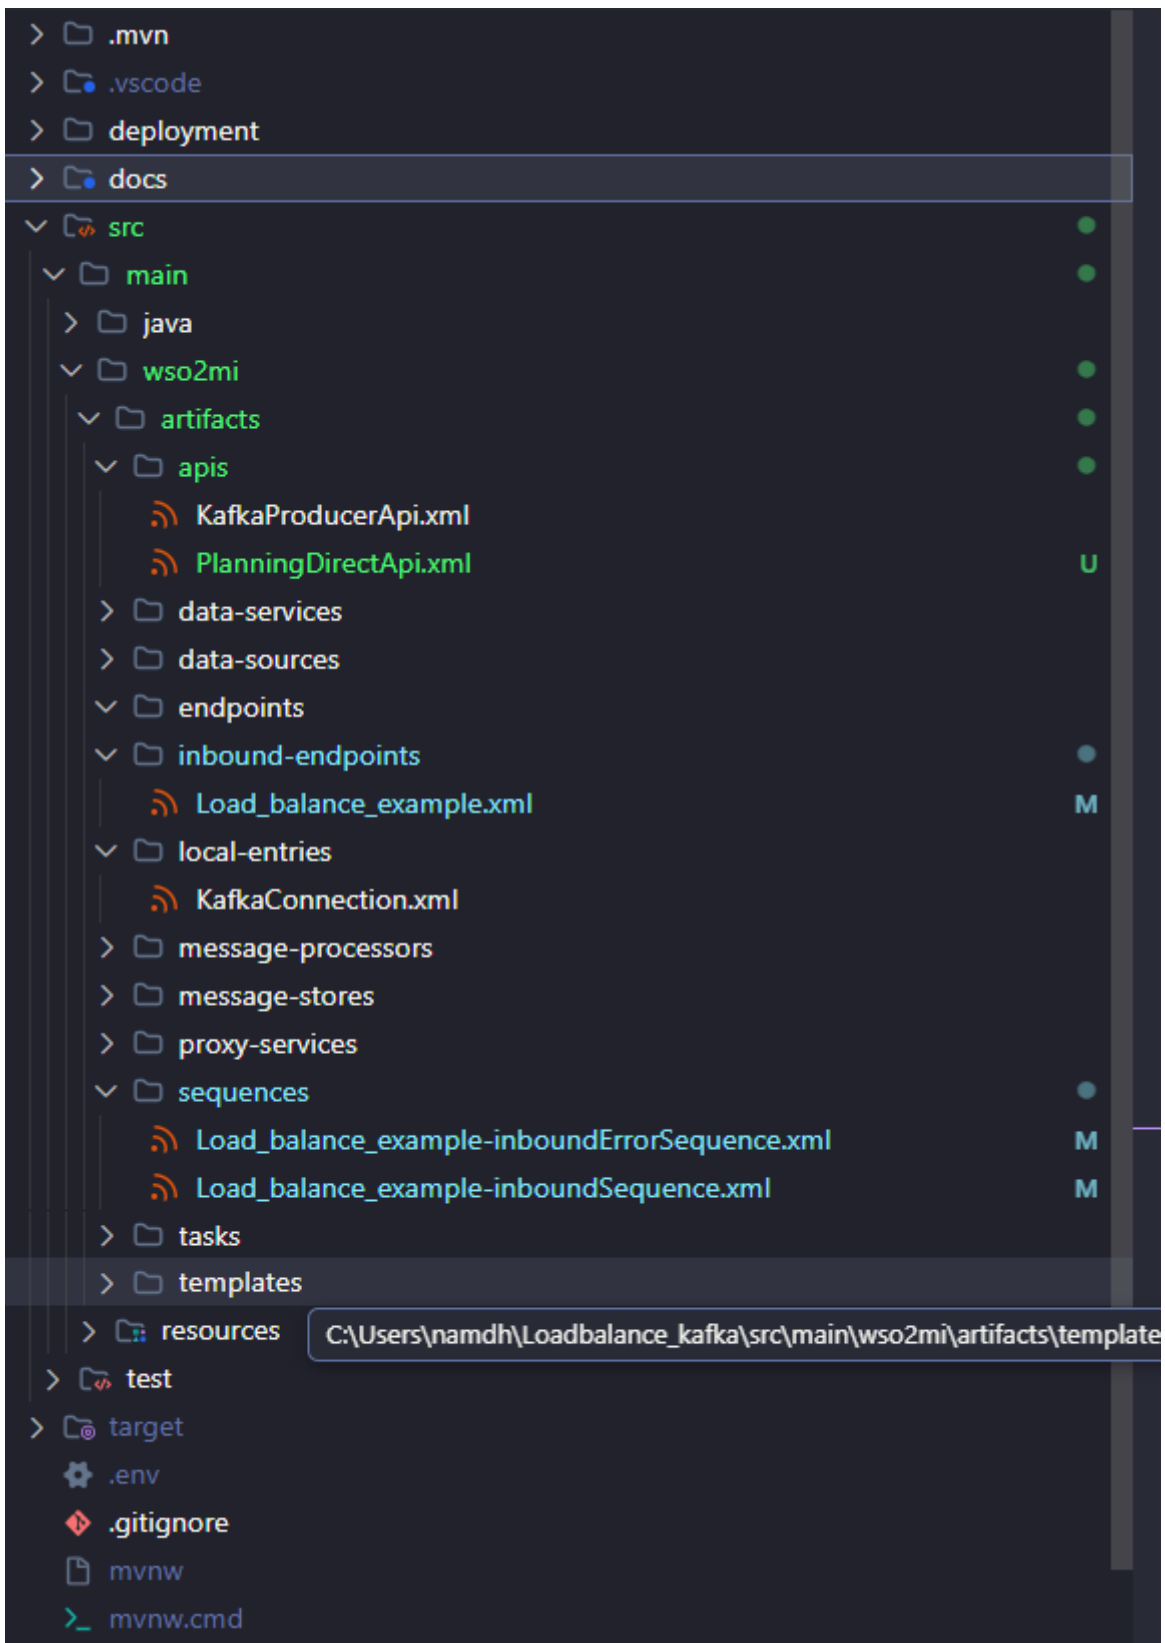 .mvn
.vscode
deployment
docs
src
main
java
wso2mi
artifacts
apis
KafkaProducerApi.xml
PlanningDirectApi.xml U
data-services
data-sources
endpoints
inbound-endpoints
Load_balance_example.xml M
local-entries
KafkaConnection.xml
message-processors
message-stores
proxy-services
sequences
Load_balance_example-inboundErrorSequence.xml M
Load_balance_example-inboundSequence.xml M
tasks
templates
resources
C:\Users\namdh\Loadbalance_kafka\src\main\wso2mi\artifacts\template
test
target
.env
.gitignore
mvnw
mvnw.cmd